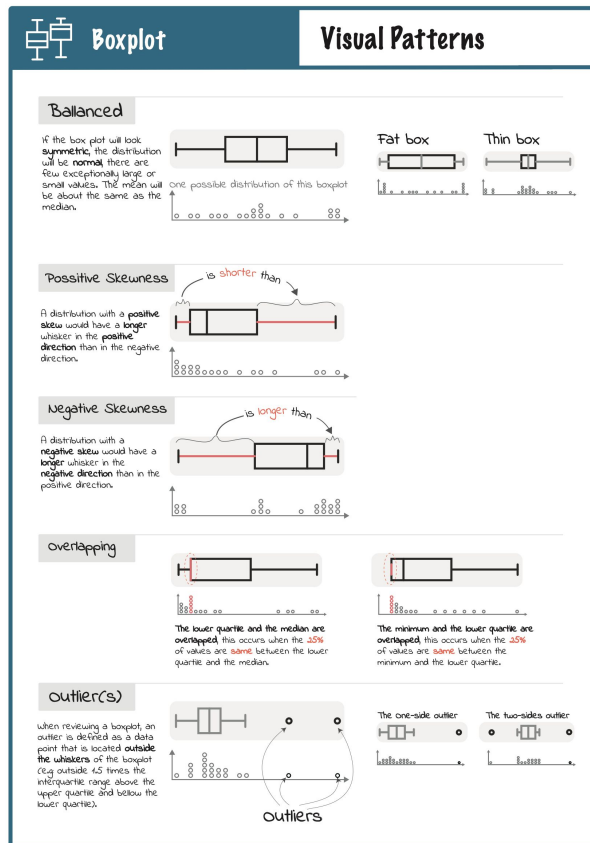 Boxplot
Visual Patterns
Ballanced
If the box plot will look
symmetric, the distribution
will be normal, there are
few exceptionally large or
small values. The mean will
be about the same as the
median.
one possible distribution of this boxplot
Fat box
Thin box
Possitive Skewness
is shorter than
A distribution with a positive
skew would have a longer
whisker in the positive
direction than in the negative
direction.
Negative Skewness
is longer than
A distribution with a
negative skew would have a
longer whisker in the
negative direction than in the
positive direction.
Overlapping
The lower quartile and the median are
overlapped, this occurs when the 25%
of values are same between the lower
quartile and the median.
The minimum and the lower quartile are
overlapped, this occurs when the 25%
of values are same between the
minimum and the lower quartile.
Outlier(s)
When reviewing a boxplot, an
outlier is defined as a data
point that is located outside
the whiskers of the boxplot
(e.g outside 1.5 times the
interquartile range above the
upper quartile and bellow the
lower quartile).
The one-side outlier
The two-sides outlier
outliers